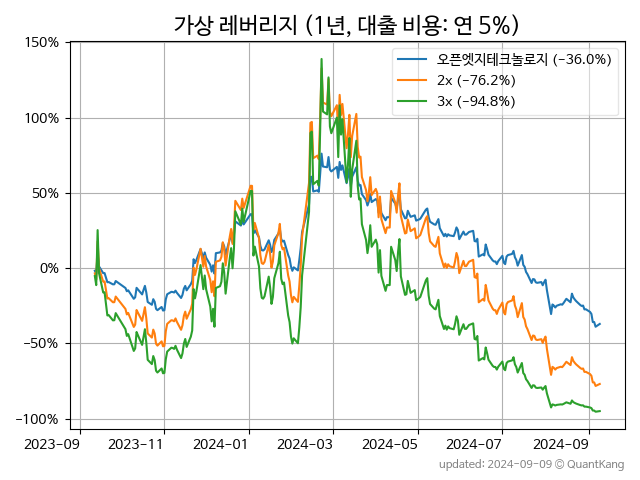 가상 레버리지 (1년, 대출 비용: 연 5%)
150%
100%
50%
0%
−50%
−100%
오픈엣지테크놀로지 (−36.0%)
2x (−76.2%)
3x (−94.8%)
2023-09 2023-11 2024-01 2024-03 2024-05 2024-07 2024-09
updated: 2024-09-09 © QuantKang